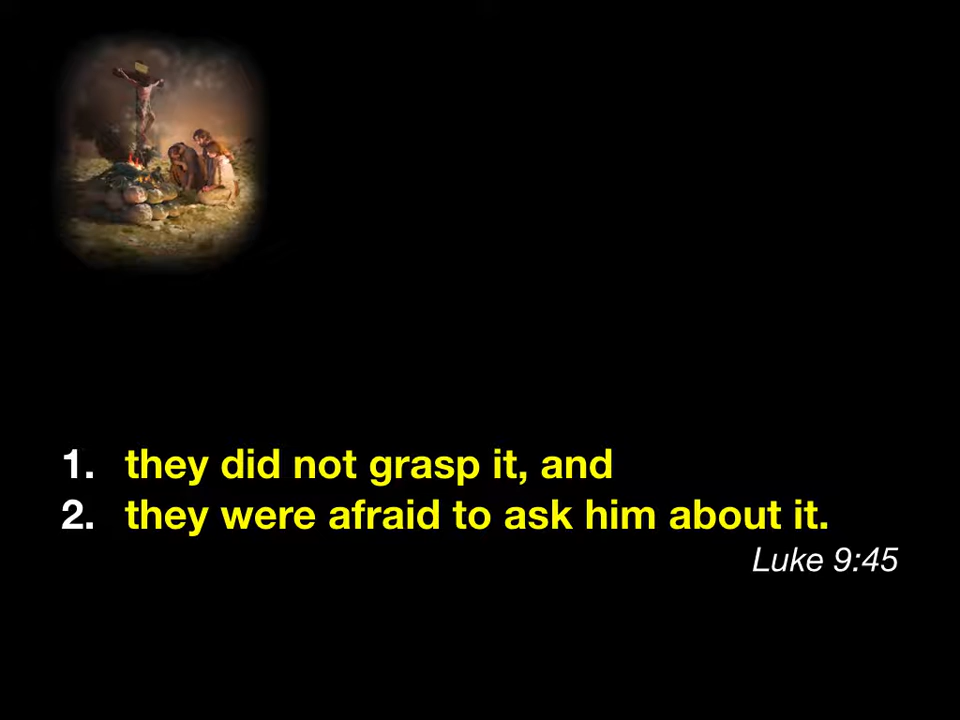 1. they did not grasp it, and
2. they were afraid to ask him about it.
Luke 9:45